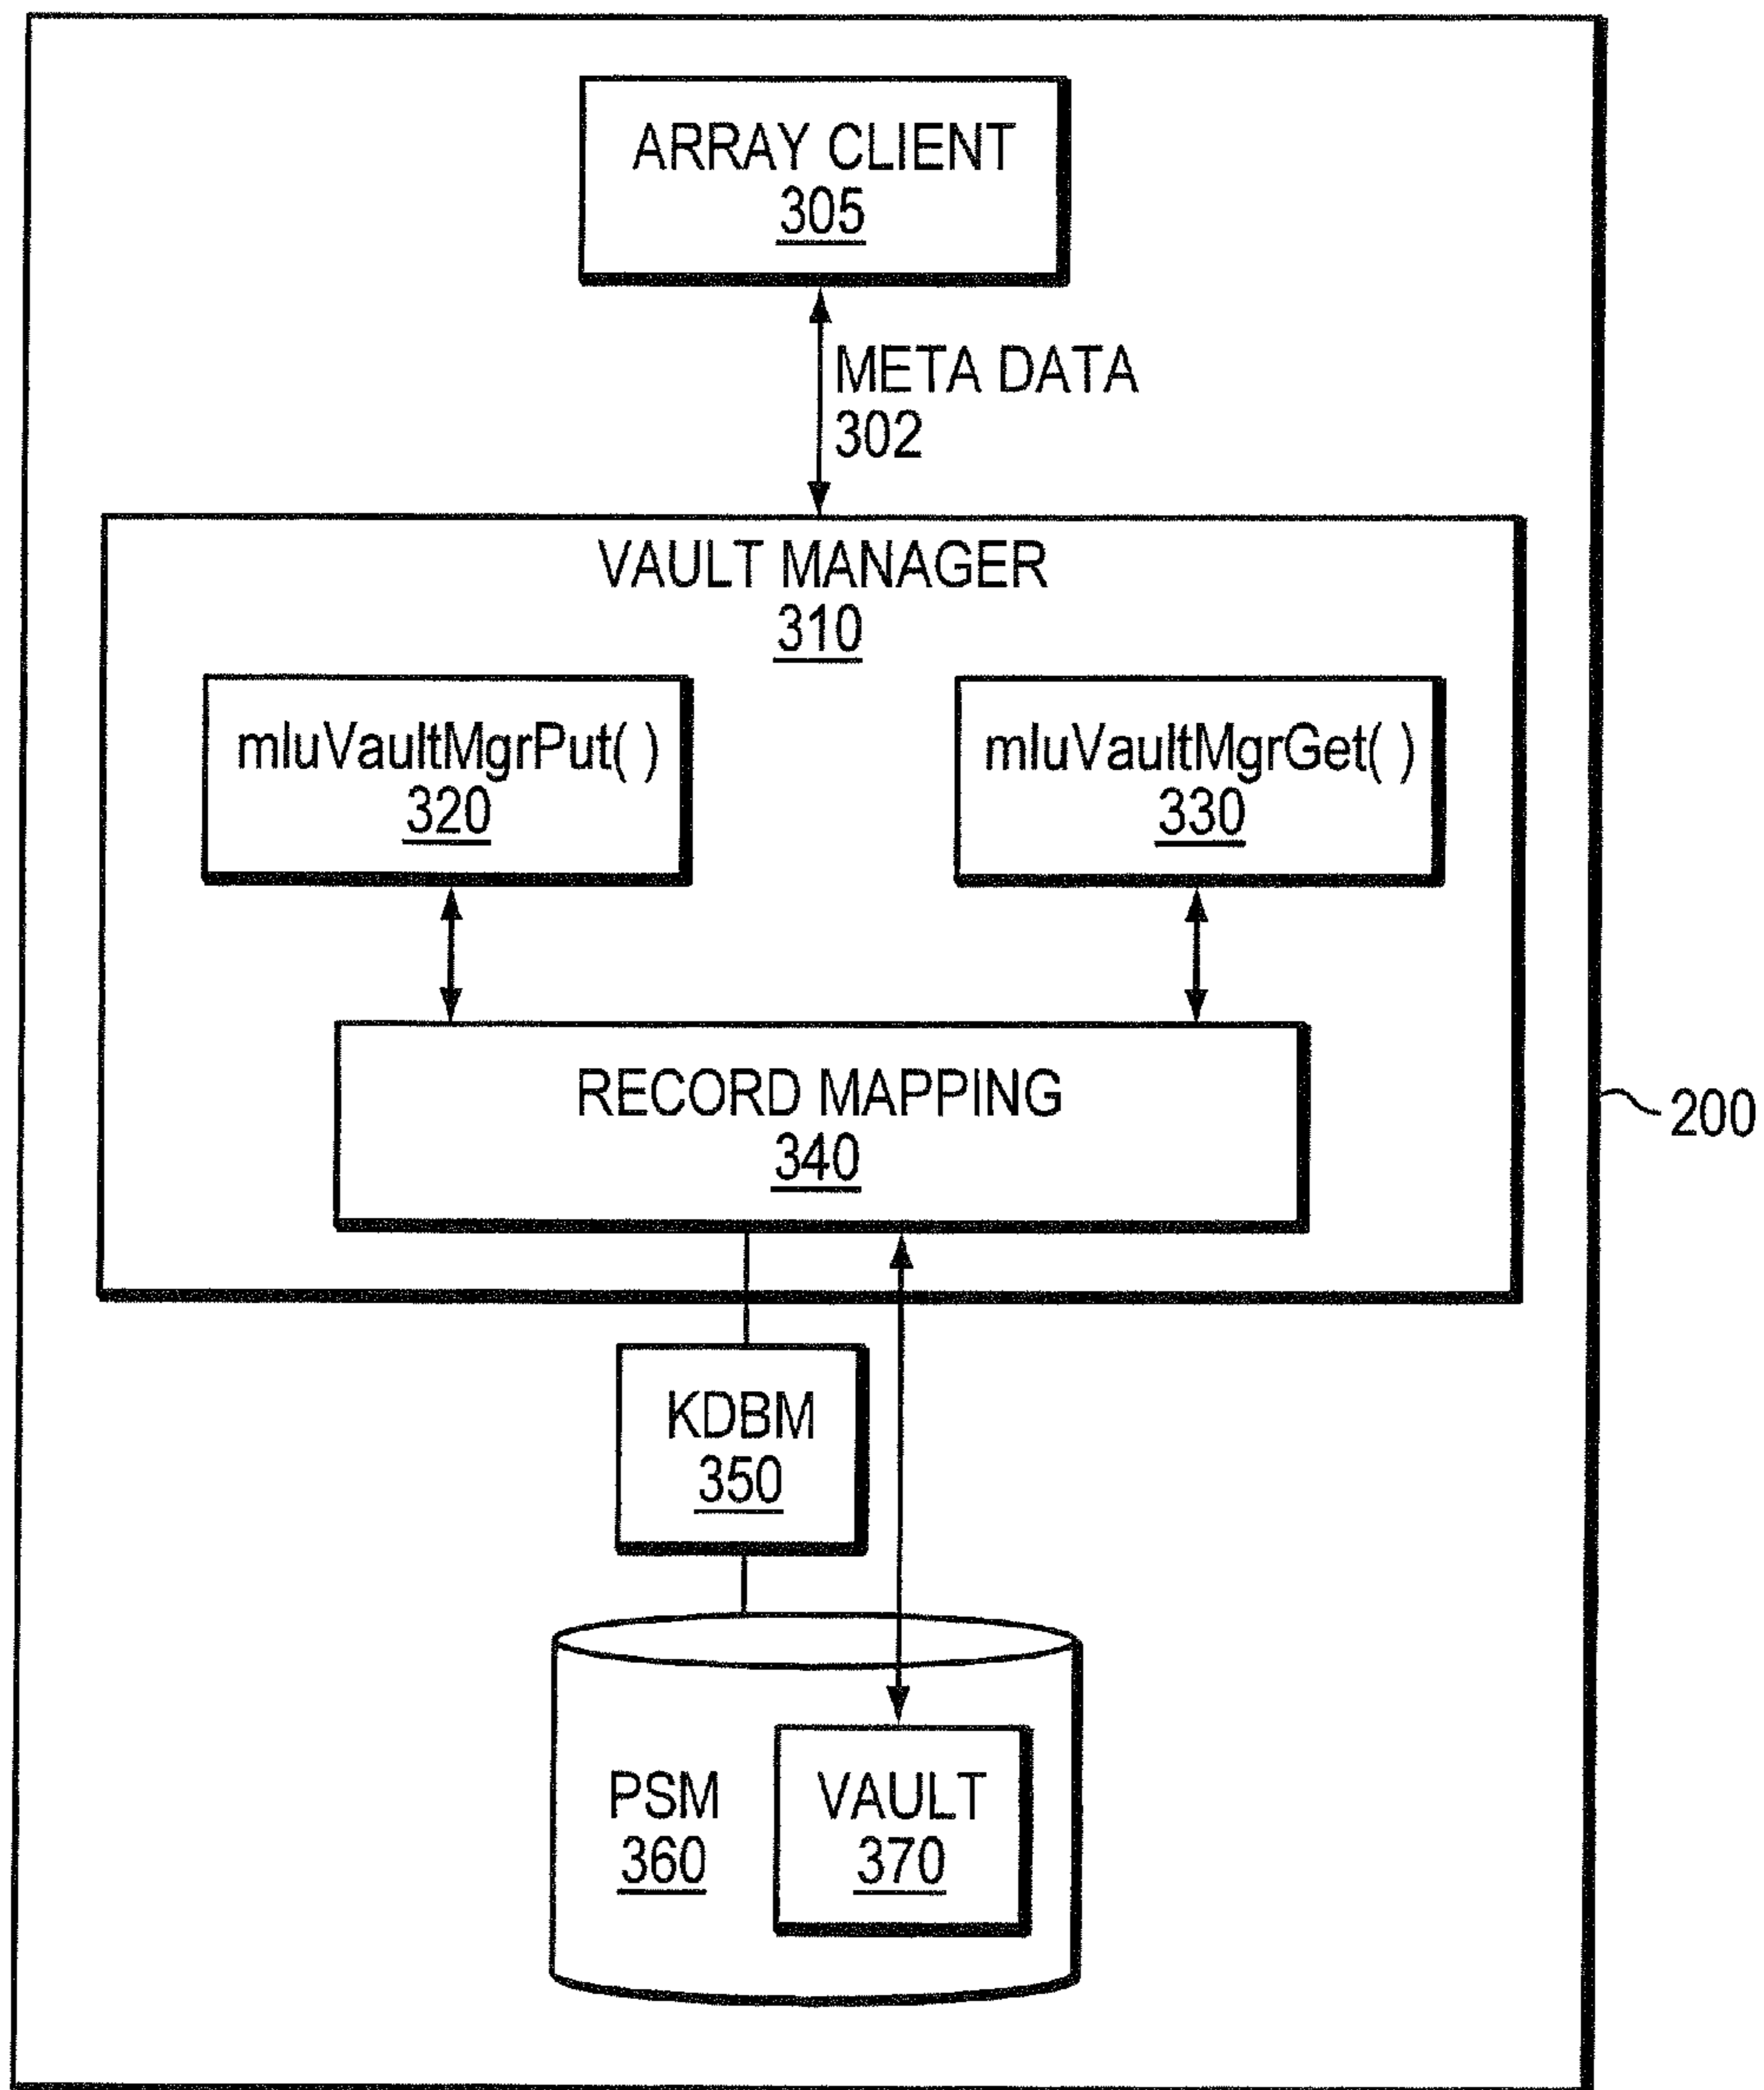 ARRAY CLIENT
305
META DATA
302
VAULT MANAGER
310
mluVaultMgrPut( )
320
mluVaultMgrGet( )
330
RECORD MAPPING
340
200
KDBM
350
PSM
360
VAULT
370